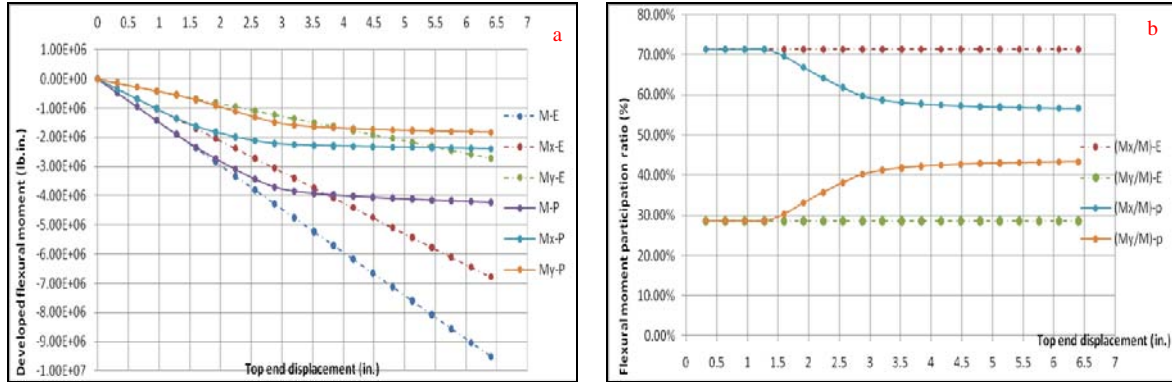 0 0.5 1 1.5 2 2.5 3 3.5 4 4.5 5 5.5 6 6.5
a
1.00E+06
0.00E+00
-1.00E+06
-2.00E+06
-3.00E+06
-4.00E+06
-5.00E+06
-6.00E+06
-7.00E+06
-8.00E+06
-9.00E+06
-1.00E+07
Developed flexural moment (lb.in.)
Top end displacement (in.)
M-E
Mx-E
My-E
M-P
Mx-P
My-P
b
80.00%
70.00%
60.00%
50.00%
40.00%
30.00%
20.00%
10.00%
0.00%
Flexural moment participation ratio (%)
(Mx/M)-E
(My/M)-E
(Mx/M)-p
(My/M)-p
Top end displacement (in.)
0 0.5 1 1.5 2 2.5 3 3.5 4 4.5 5 5.5 6 6.5 7